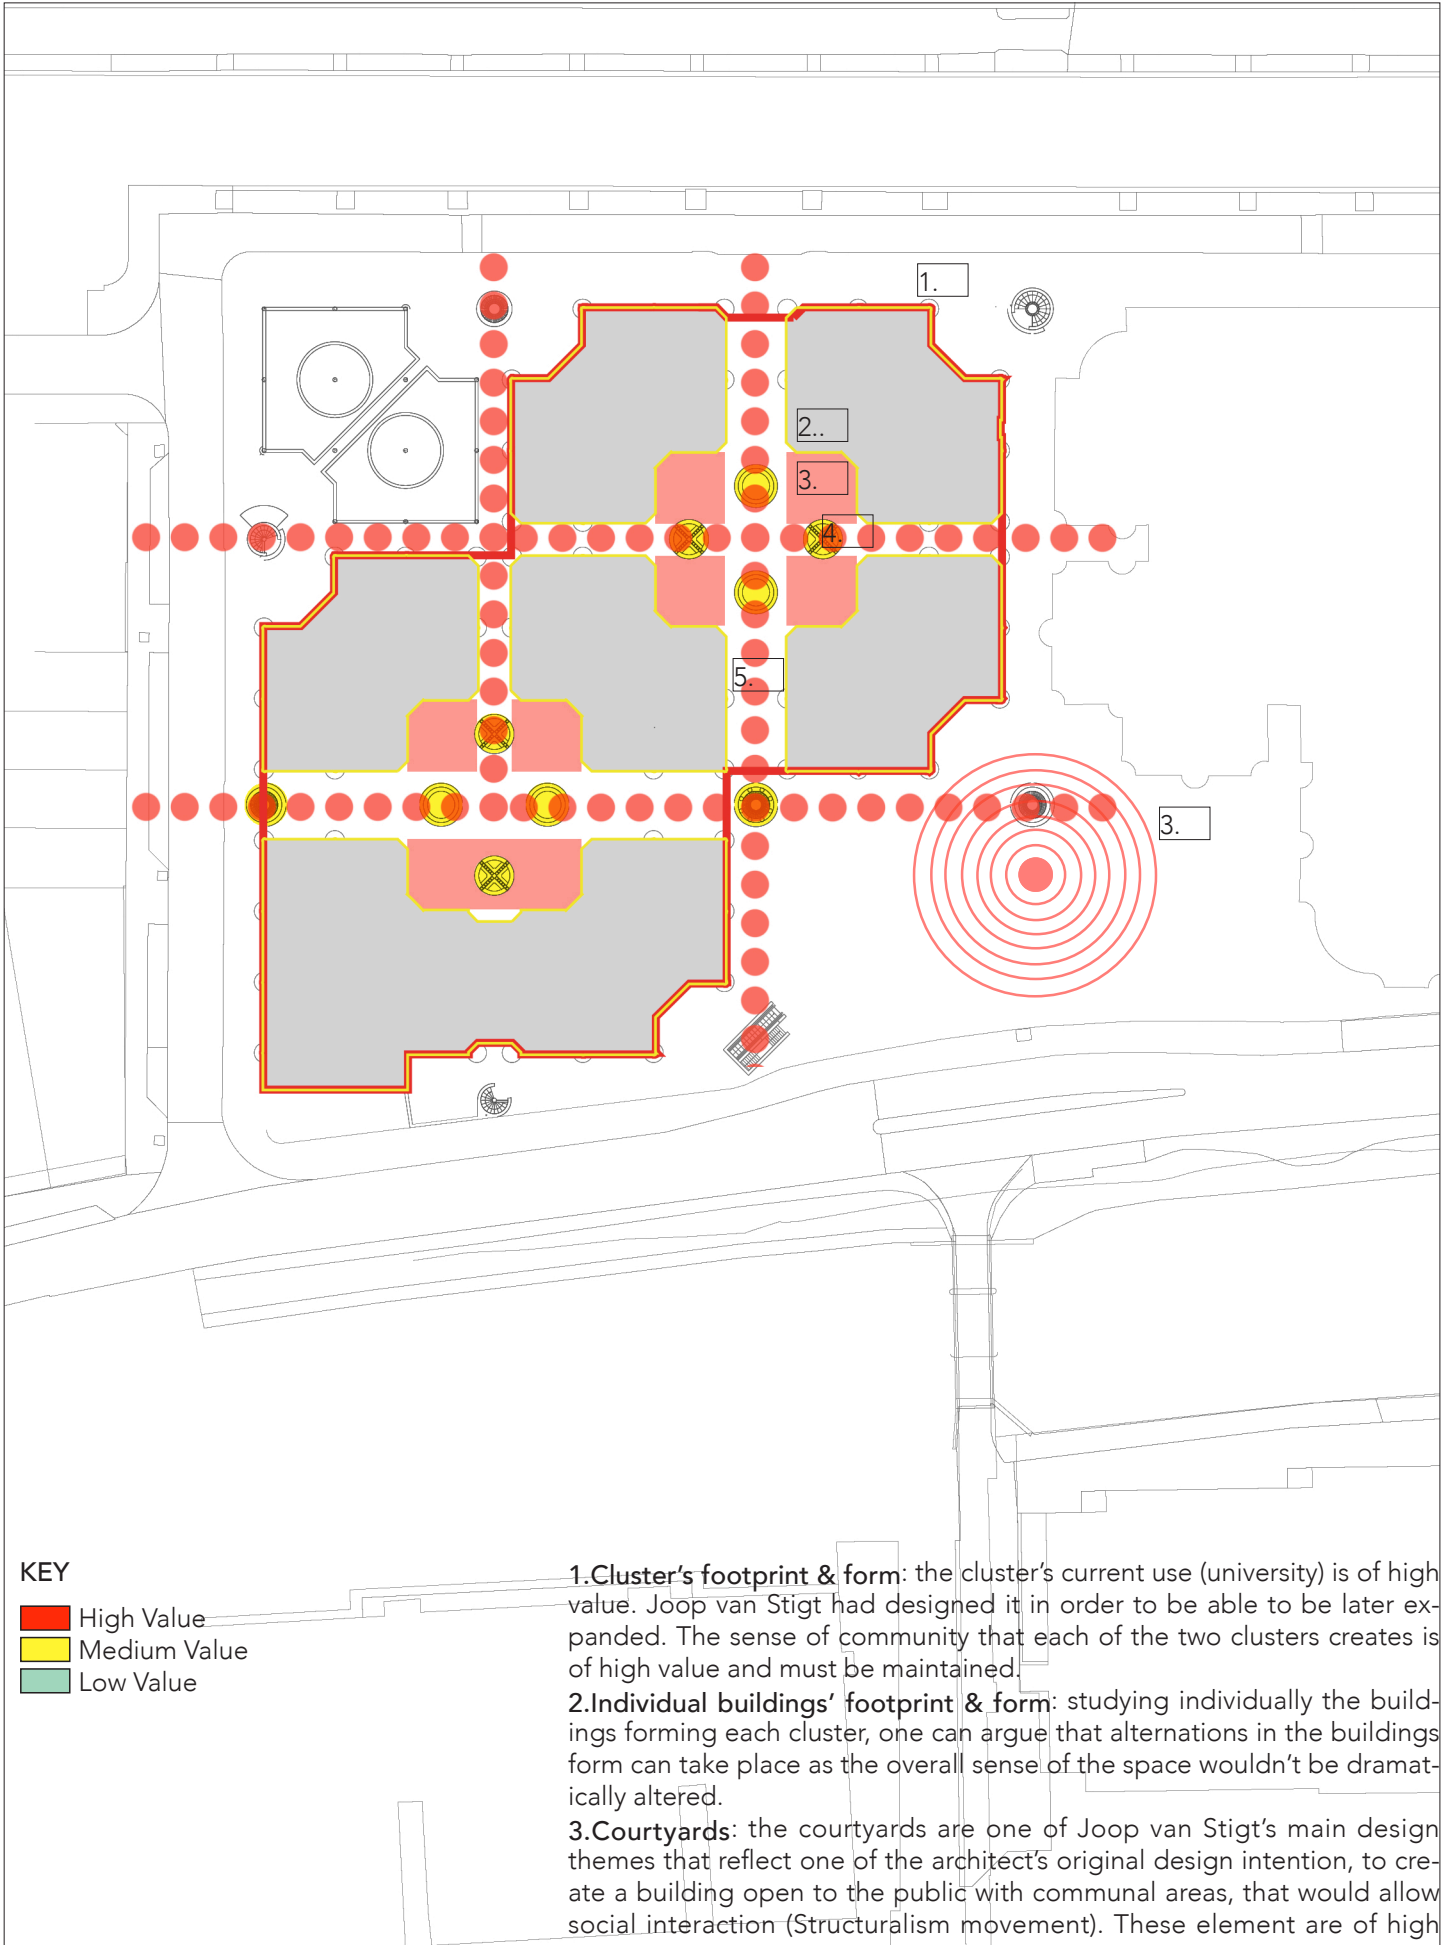 1.
2..
3.
4.
5.
3.
KEY
High Value
Medium Value
Low Value
1.Cluster's footprint & form: the cluster's current use (university) is of high
value. Joop van Stigt had designed it in order to be able to be later ex-
panded. The sense of community that each of the two clusters creates is
of high value and must be maintained.
2.Individual buildings' footprint & form: studying individually the build-
ings forming each cluster, one can argue that alternations in the buildings
form can take place as the overall sense of the space wouldn't be dramat-
ically altered.
3.Courtyards: the courtyards are one of Joop van Stigt's main design
themes that reflect one of the architect's original design intention, to cre-
ate a building open to the public with communal areas, that would allow
social interaction (Structuralism movement). These element are of high